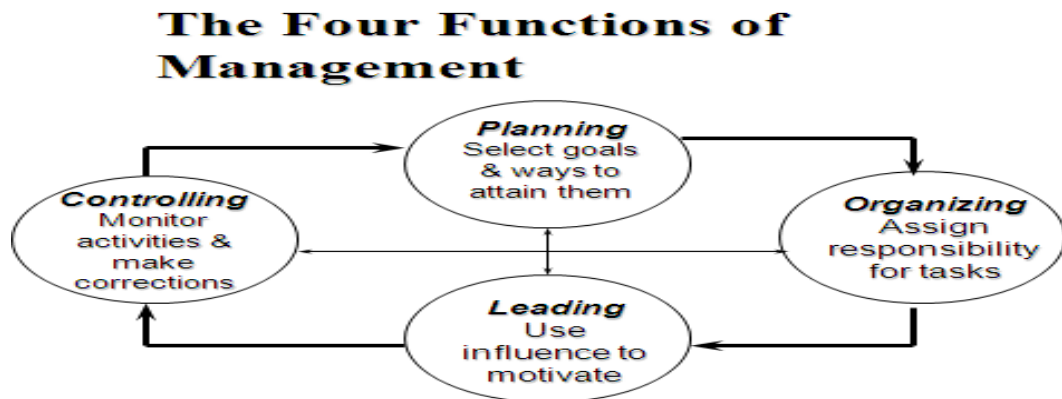 The Four Functions of
Management
Planning
Select goals
& ways to
attain them
Controlling
Monitor
activities &
make
corrections
Organizing
Assign
responsibility
for tasks
Leading
Use
influence to
motivate